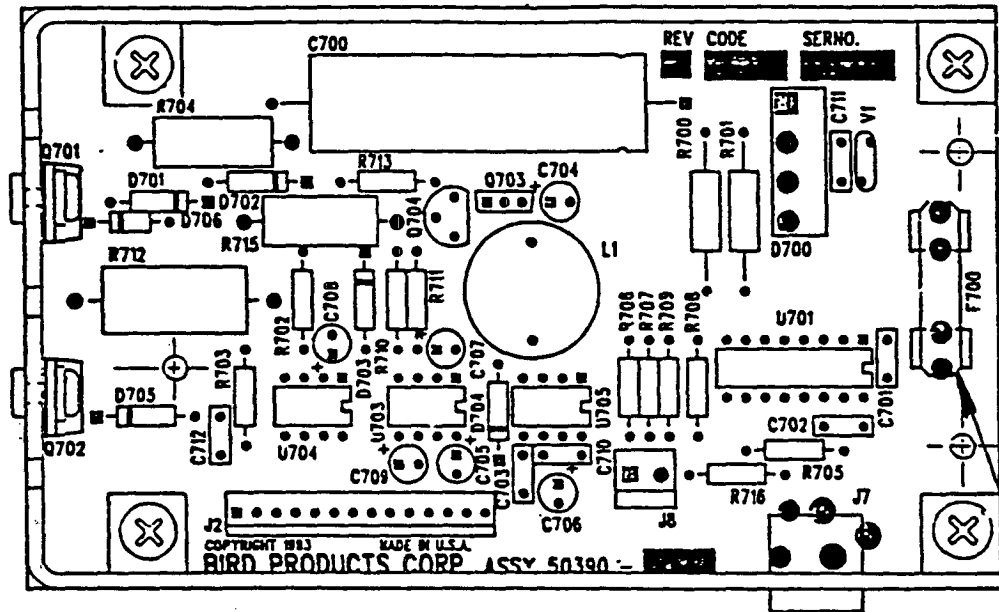 REV CODE SERNO.
C700
R704
Q701
D701
D702
D706
R713
C704
Q703
Q704
R715
R700
R701
C711
V1
D700
L1
R712
R702
C708
D703
R710
R711
C707
R706
R707
R709
R708
U701
F700
R703
D705
Q702
C712
U704
U703
D704
U705
C701
C702
R705
C709
C705
C703
C710
C706
J8
R716
J7
J2
COPYRIGHT 1993 MADE IN U.S.A.
BIRD PRODUCTS CORP ASSY 50390 -